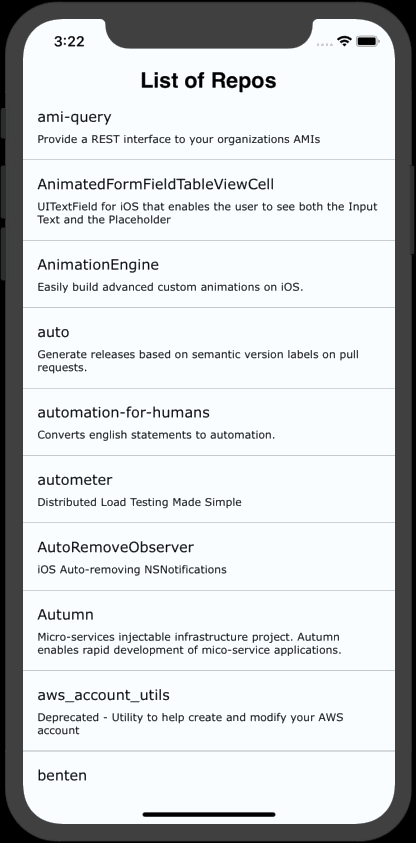 3:22
List of Repos
ami-query
Provide a REST interface to your organizations AMIs
AnimatedFormFieldTableViewCell
UITextField for iOS that enables the user to see both the Input
Text and the Placeholder
AnimationEngine
Easily build advanced custom animations on iOS.
auto
Generate releases based on semantic version labels on pull
requests.
automation-for-humans
Converts english statements to automation.
autometer
Distributed Load Testing Made Simple
AutoRemoveObserver
iOS Auto-removing NSNotifications
Autumn
Micro-services injectable infrastructure project. Autumn
enables rapid development of mico-service applications.
aws_account_utils
Deprecated - Utility to help create and modify your AWS
account
benten